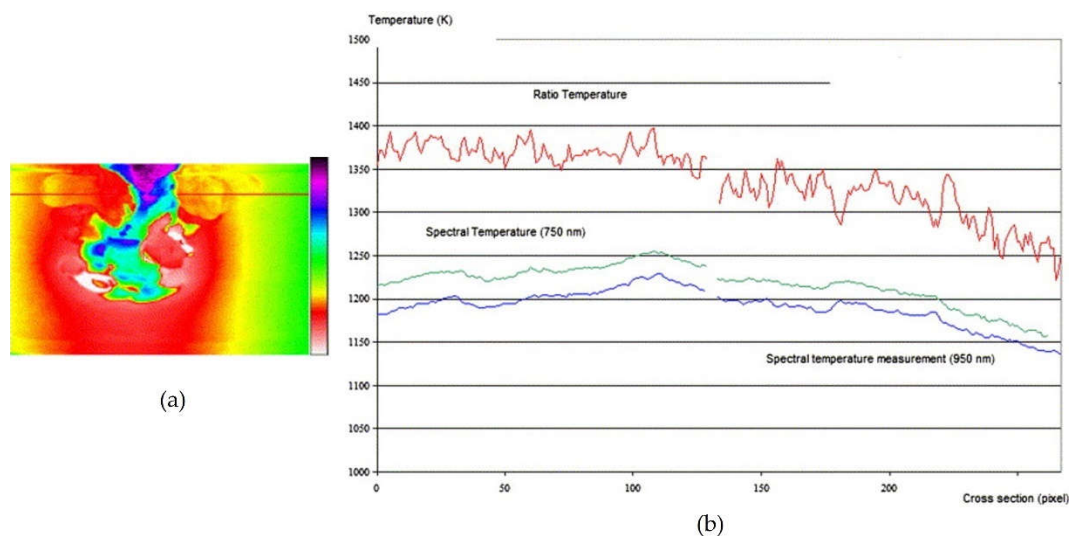 Temperature (K)
1500
1450
Ratio Temperature
1400
1350
1300
Spectral Temperature (750 nm)
1250
1200
1150
Spectral temperature measurement (950 nm)
1100
1050
1000
0 50 100 150 200
Cross section (pixel)
(a)
(b)